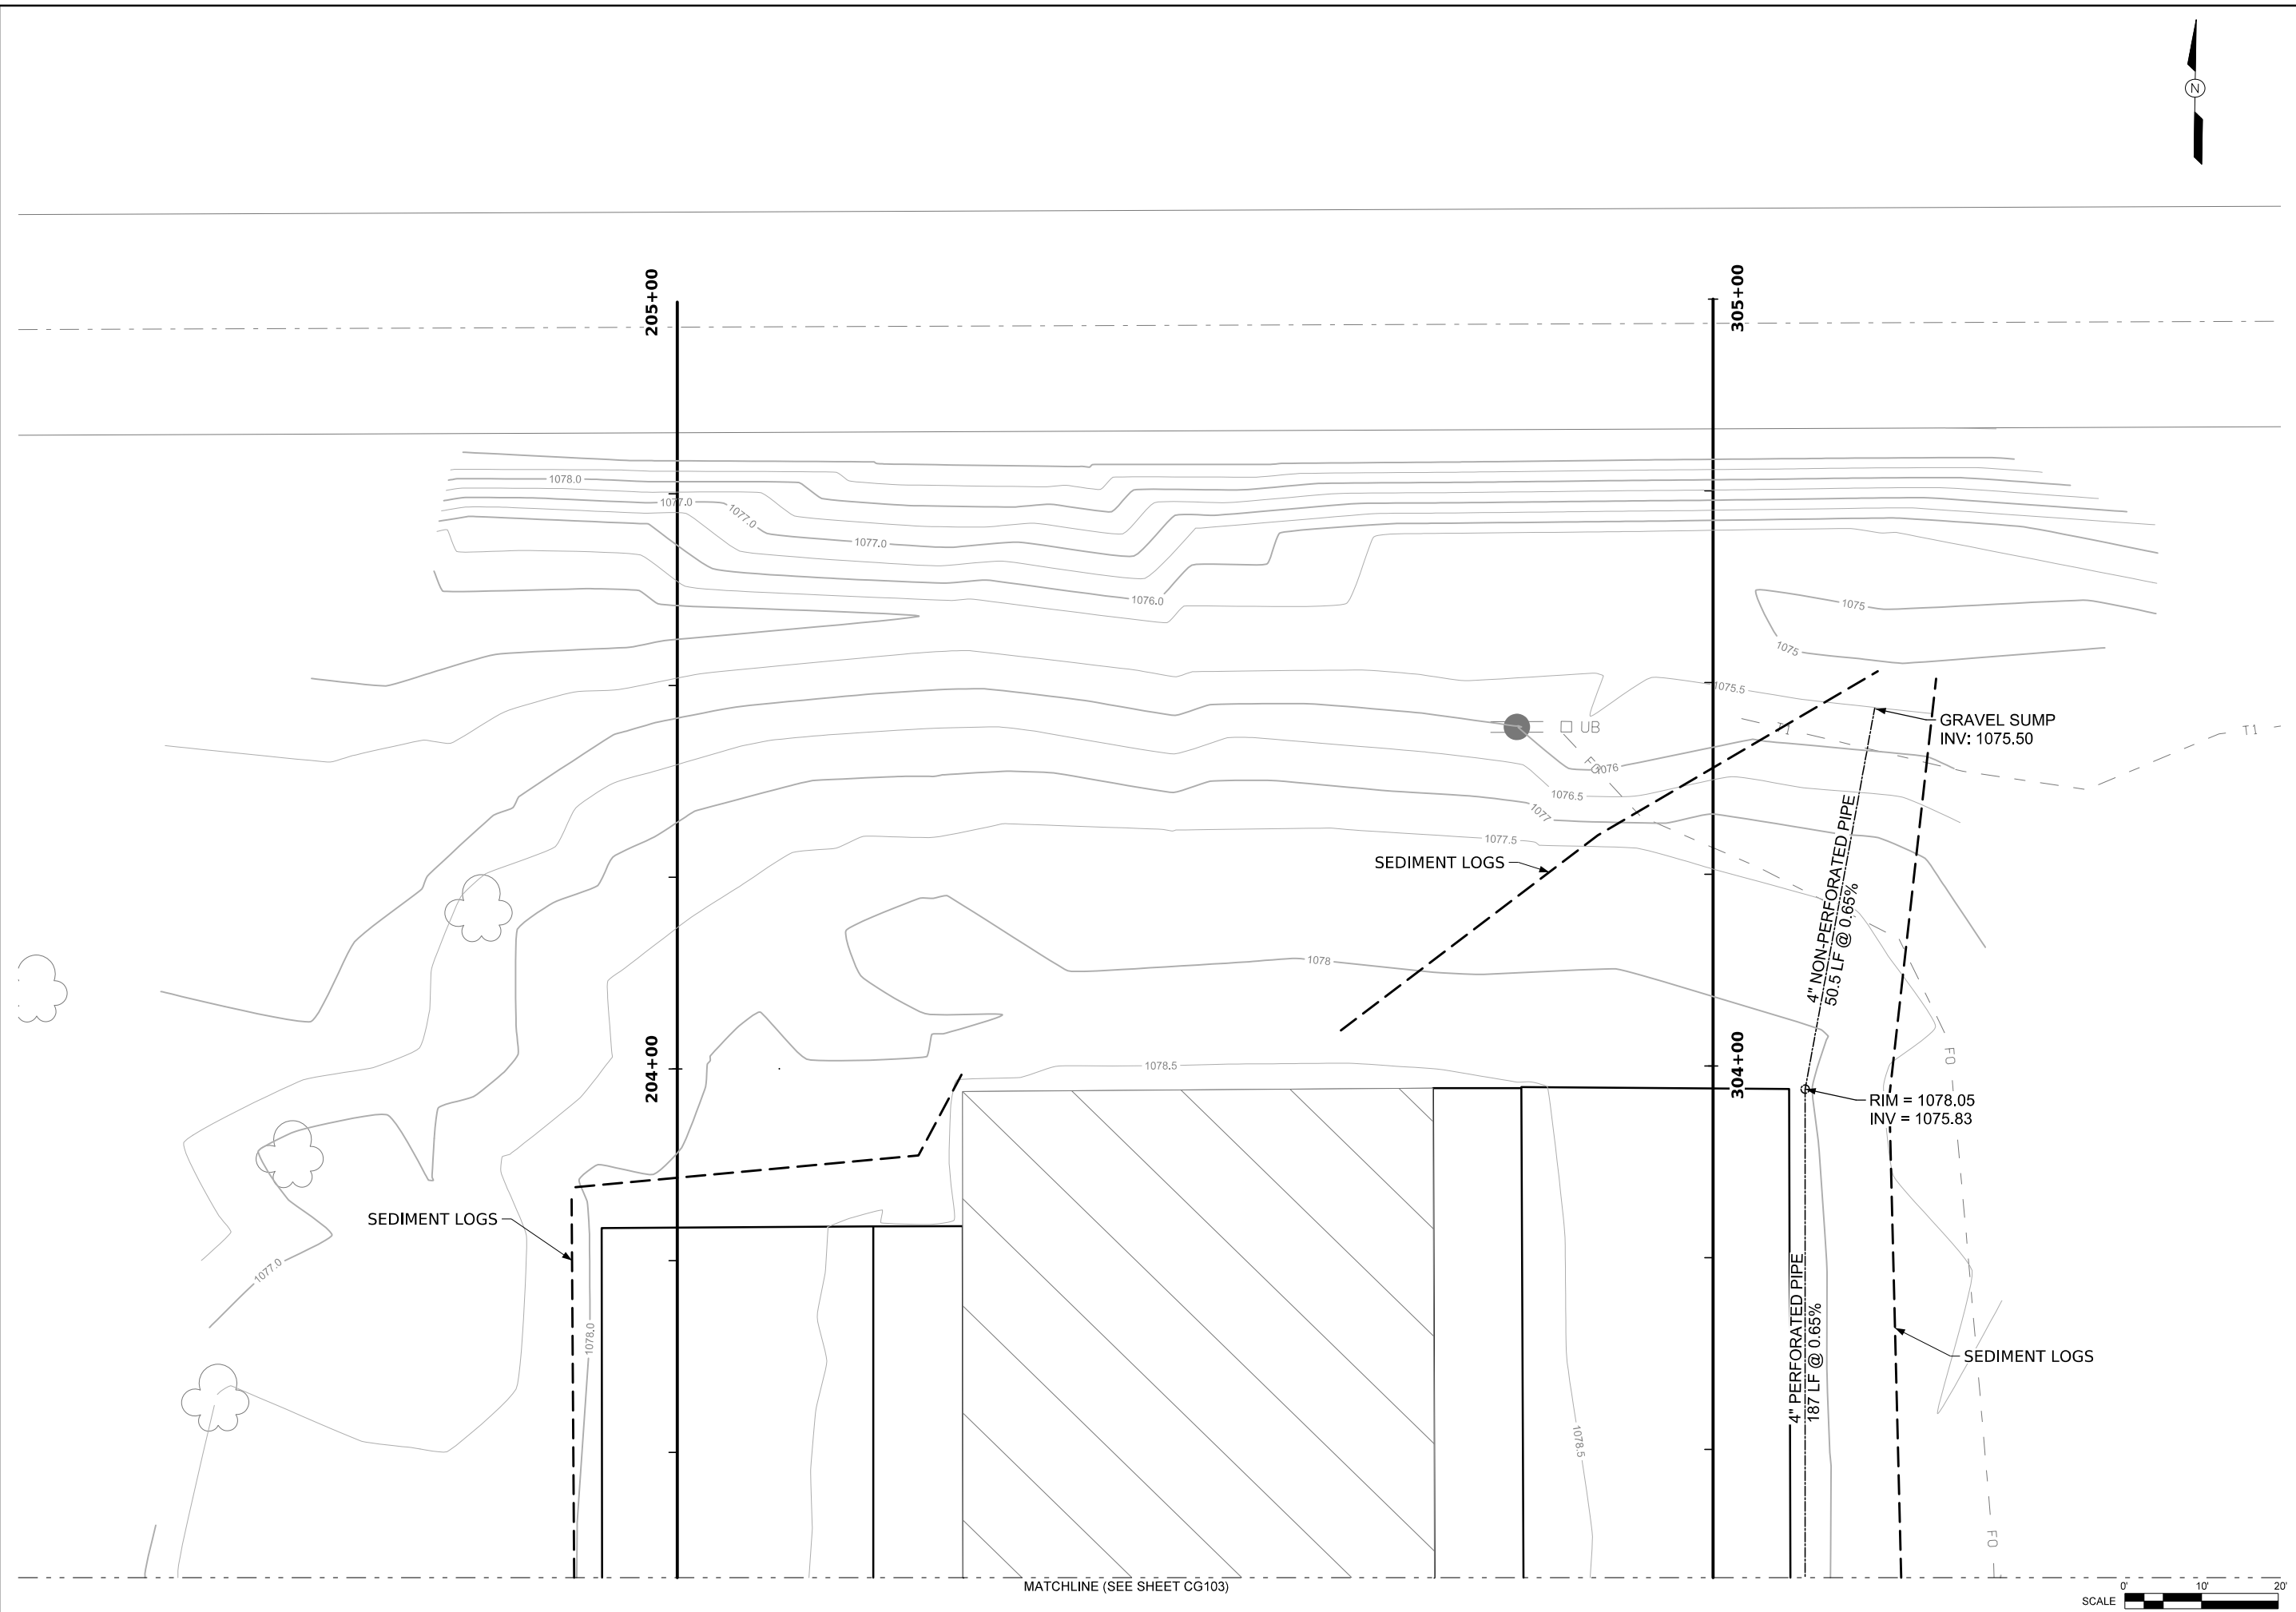 N
205+00
305+00
1078.0
1077.0
1077.0
1077.0
1076.0
1075
1075
1075.5
UB
T1
T1
GRAVEL SUMP
INV: 1075.50
FO
1076
1076.5
1077
1077.5
SEDIMENT LOGS
4" NON-PERFORATED PIPE
50.5 LF @ 0.65%
1078
204+00
304+00
1078.5
FO
RIM = 1078.05
INV = 1075.83
SEDIMENT LOGS
1077.0
1078.0
4" PERFORATED PIPE
187 LF @ 0.65%
SEDIMENT LOGS
1078.5
FO
MATCHLINE (SEE SHEET CG103)
SCALE
0' 10' 20'